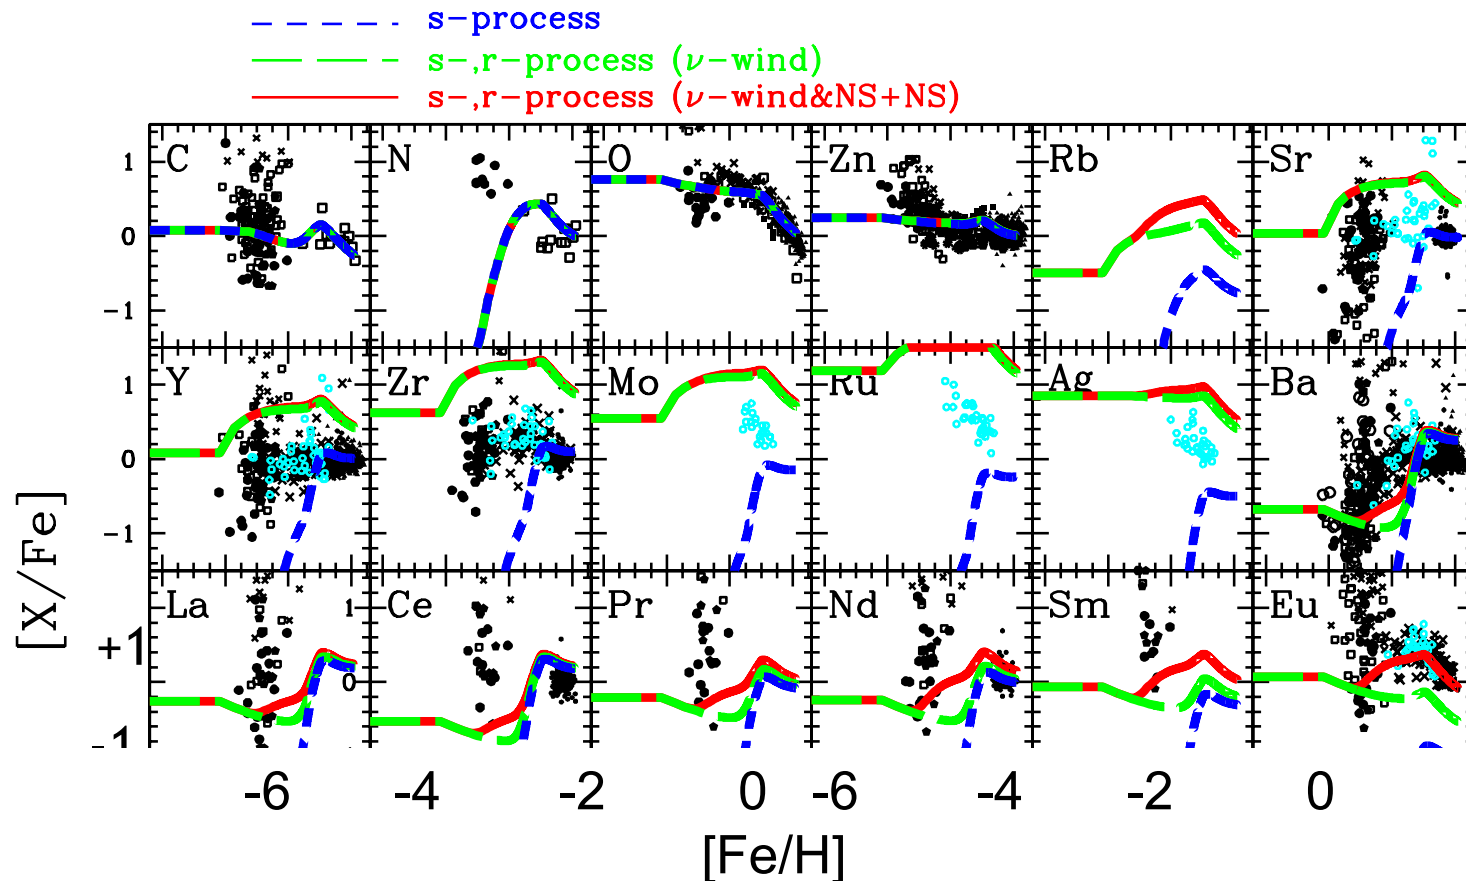 s-process
s-,r-process (ν-wind)
s-,r-process (ν-wind&NS+NS)
1 C N O Zn Rb Sr
0
-1
1 Y Zr Mo Ru Ag Ba
0
-1
La 1 Ce Pr Nd Sm Eu
+1
0
-1
[X/Fe]
-6 -4 -2 0 -6 -4 -2 0
[Fe/H]